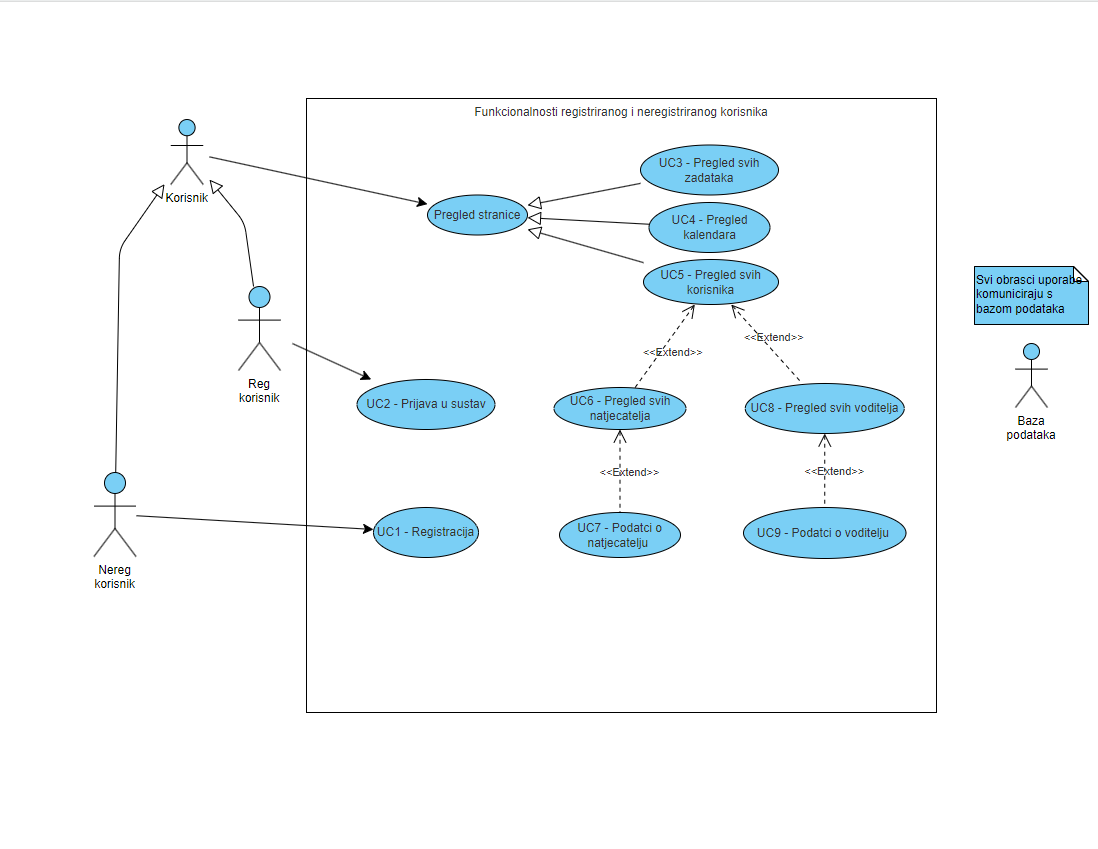 Funkcionalnosti registriranog i neregistriranog korisnika
Korisnik
UC3 - Pregled svih
zadataka
Pregled stranice
UC4 - Pregled
kalendara
UC5 - Pregled svih
korisnika
Svi obrasci uporabe
komuniciraju s
bazom podataka
<<Extend>>
<<Extend>>
Reg
korisnik
UC2 - Prijava u sustav
UC6 - Pregled svih
natjecatelja
UC8 - Pregled svih voditelja
Baza
podataka
<<Extend>>
<<Extend>>
UC1 - Registracija
UC7 - Podatci o
natjecatelju
UC9 - Podatci o voditelju
Nereg
korisnik